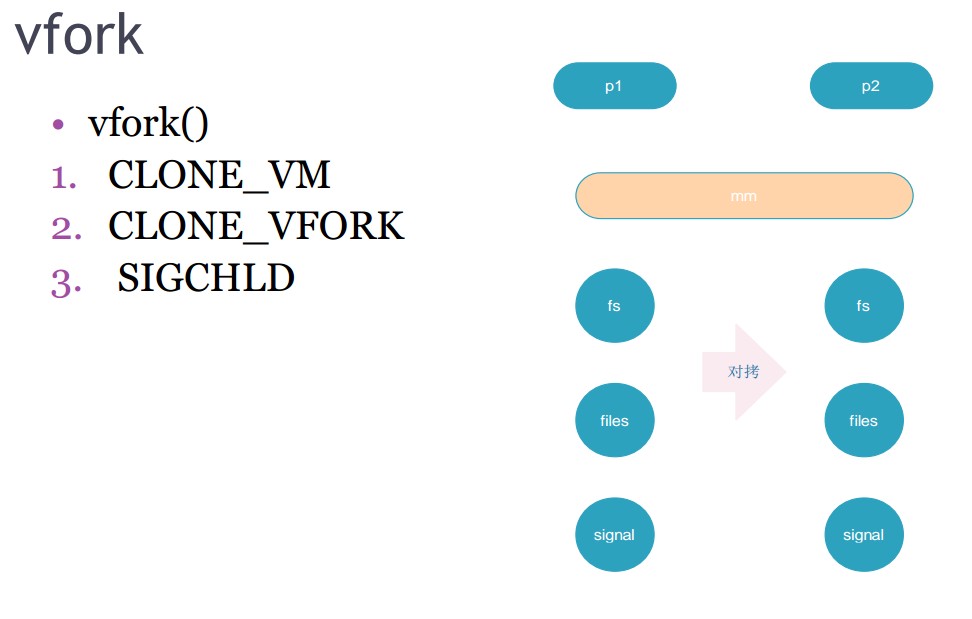 vfork
• vfork()
1. CLONE_VM
2. CLONE_VFORK
3. SIGCHLD
p1
p2
mm
fs
fs
对拷
files
files
signal
signal